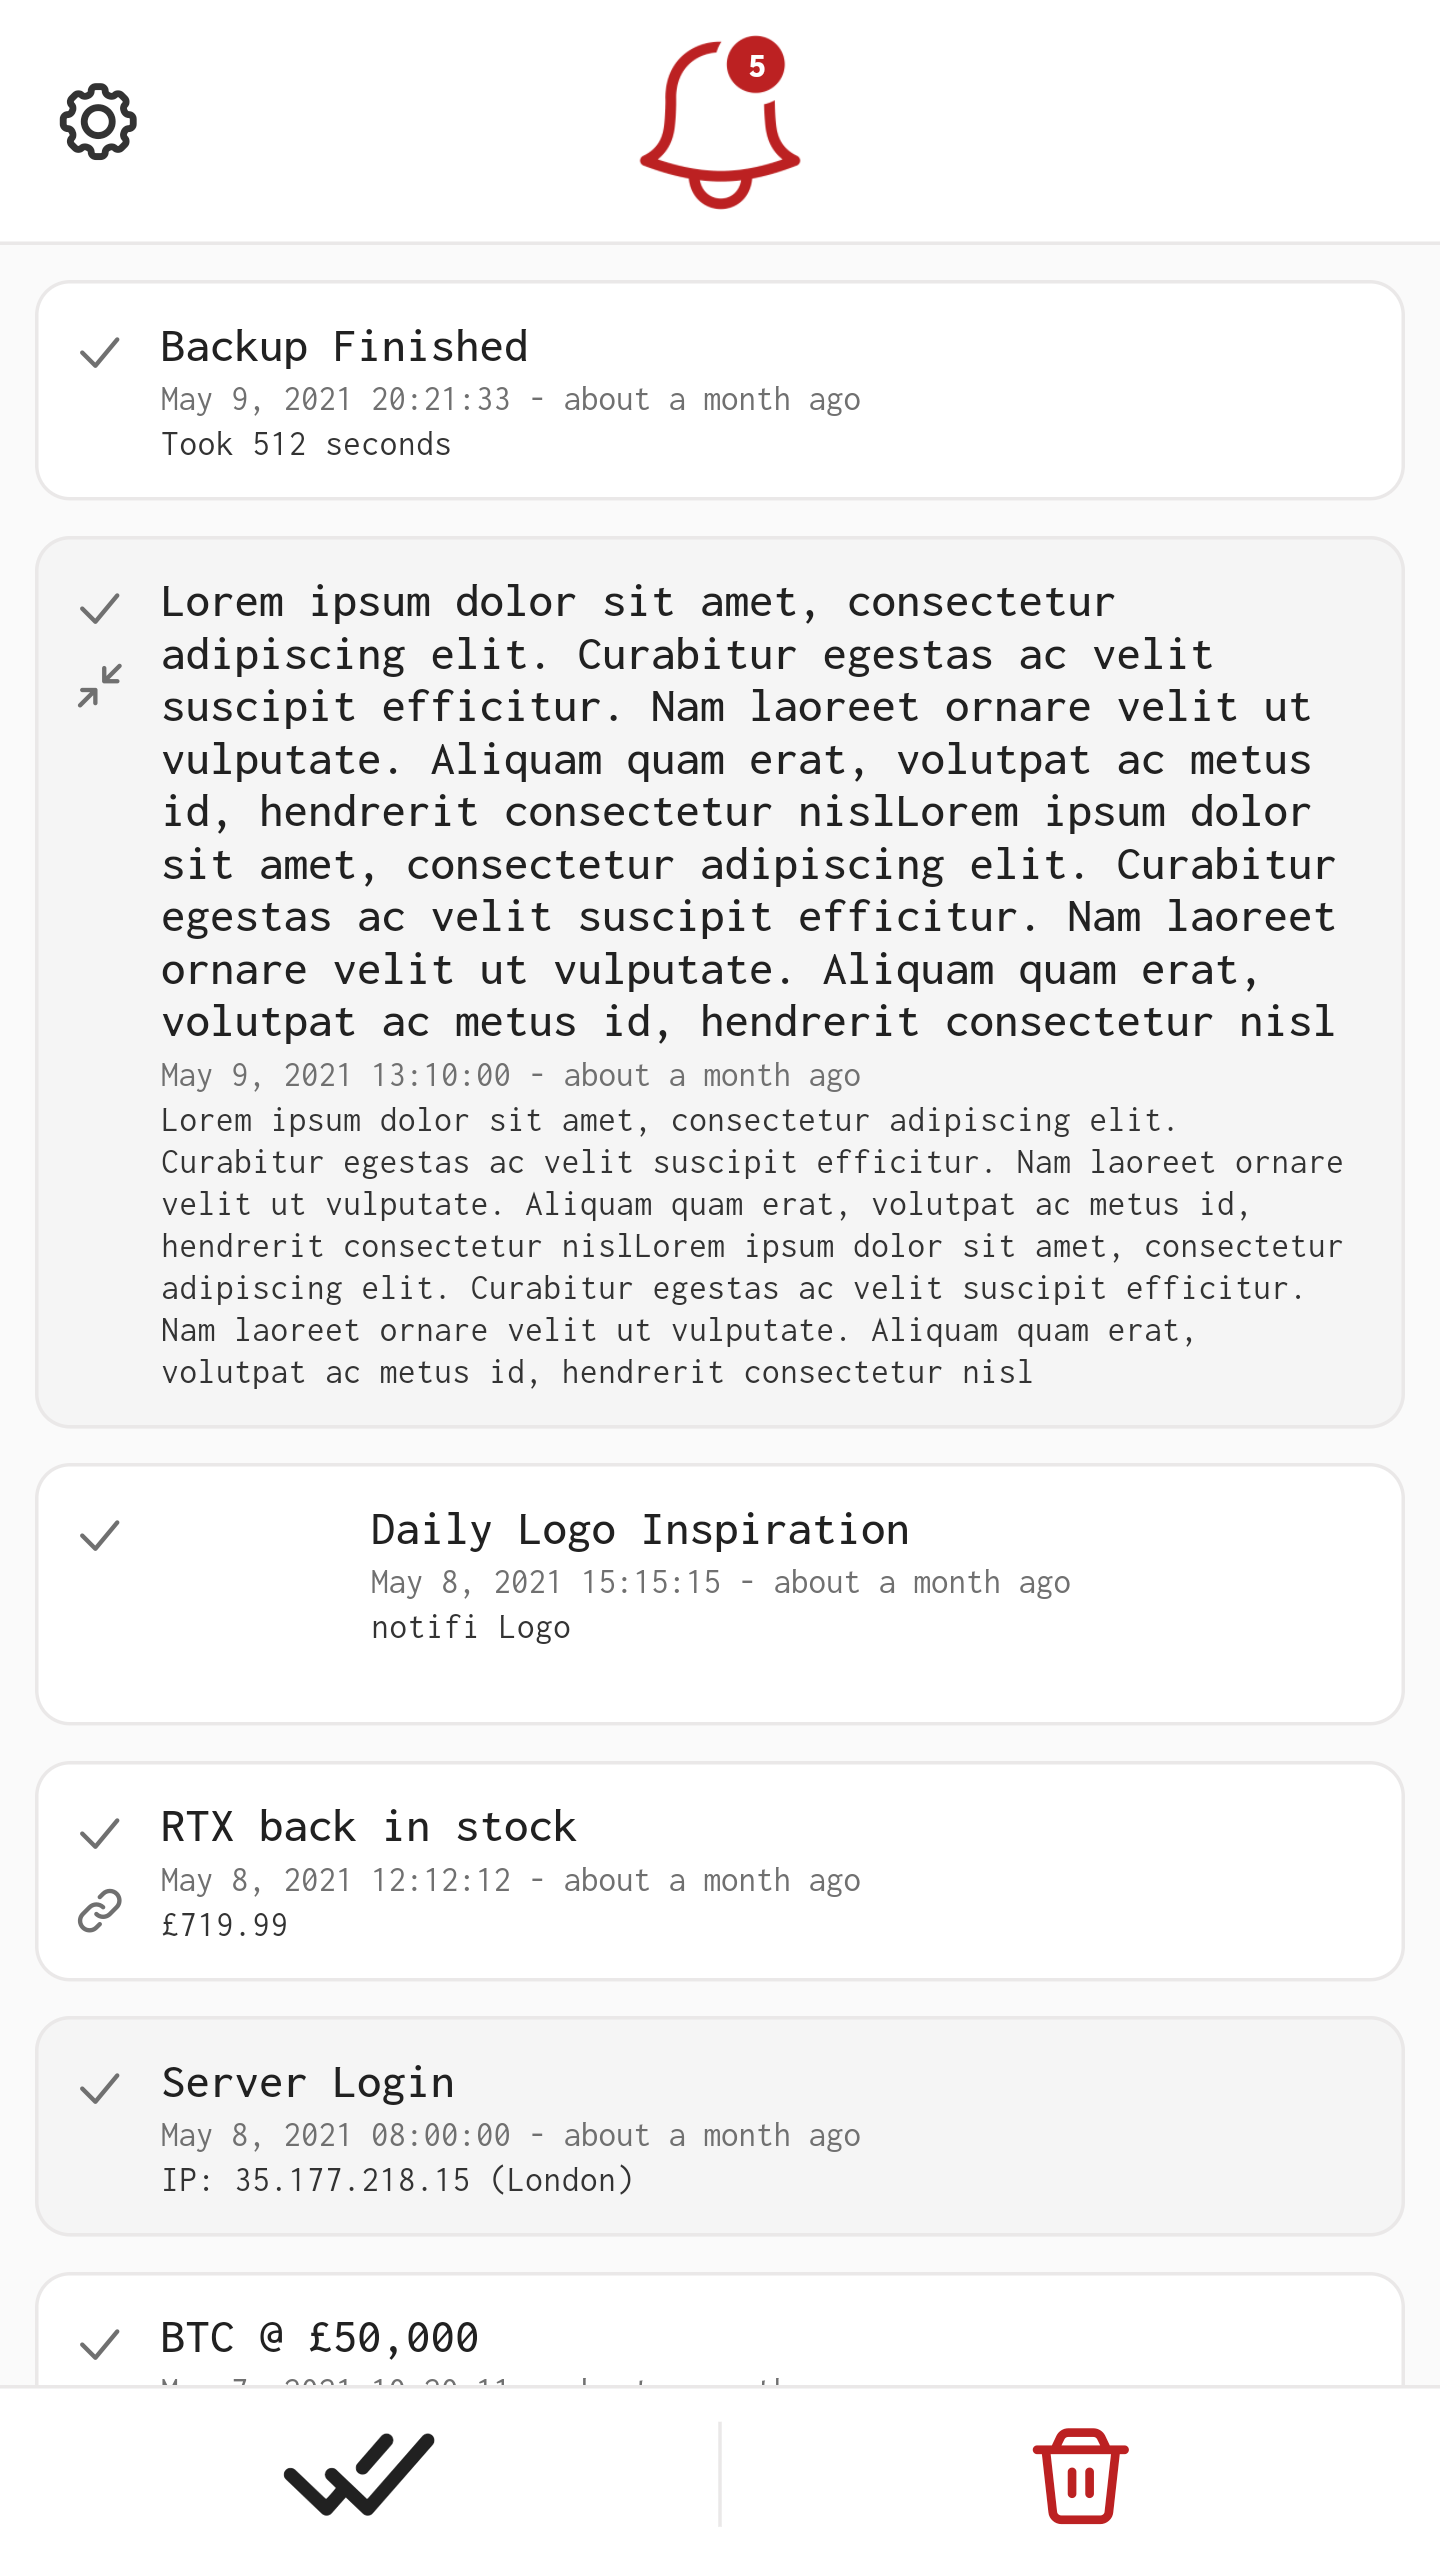 5
Backup Finished
May 9, 2021 20:21:33 - about a month ago
Took 512 seconds
Lorem ipsum dolor sit amet, consectetur
adipiscing elit. Curabitur egestas ac velit
suscipit efficitur. Nam laoreet ornare velit ut
vulputate. Aliquam quam erat, volutpat ac metus
id, hendrerit consectetur nislLorem ipsum dolor
sit amet, consectetur adipiscing elit. Curabitur
egestas ac velit suscipit efficitur. Nam laoreet
ornare velit ut vulputate. Aliquam quam erat,
volutpat ac metus id, hendrerit consectetur nisl
May 9, 2021 13:10:00 - about a month ago
Lorem ipsum dolor sit amet, consectetur adipiscing elit.
Curabitur egestas ac velit suscipit efficitur. Nam laoreet ornare
velit ut vulputate. Aliquam quam erat, volutpat ac metus id,
hendrerit consectetur nislLorem ipsum dolor sit amet, consectetur
adipiscing elit. Curabitur egestas ac velit suscipit efficitur.
Nam laoreet ornare velit ut vulputate. Aliquam quam erat,
volutpat ac metus id, hendrerit consectetur nisl
Daily Logo Inspiration
May 8, 2021 15:15:15 - about a month ago
notifi Logo
RTX back in stock
May 8, 2021 12:12:12 - about a month ago
£719.99
Server Login
May 8, 2021 08:00:00 - about a month ago
IP: 35.177.218.15 (London)
BTC @ £50,000